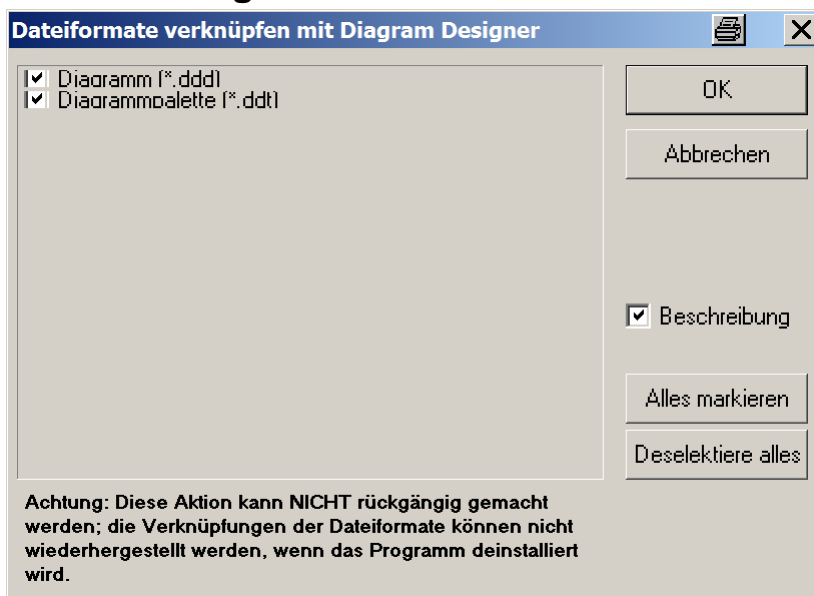 Dateiformate verknüpfen mit Diagram Designer
Diagramm (*.ddd)
Diagrammpalette (*.ddt)
OK
Abbrechen
Beschreibung
Alles markieren
Deselektiere alles
Achtung: Diese Aktion kann NICHT rückgängig gemacht
werden; die Verknüpfungen der Dateiformate können nicht
wiederhergestellt werden, wenn das Programm deinstalliert
wird.